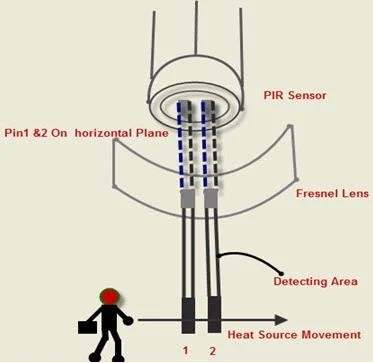 PIR Sensor
Pin1 &2 On horizontal Plane
Fresnel Lens
Detecting Area
Heat Source Movement
1 2